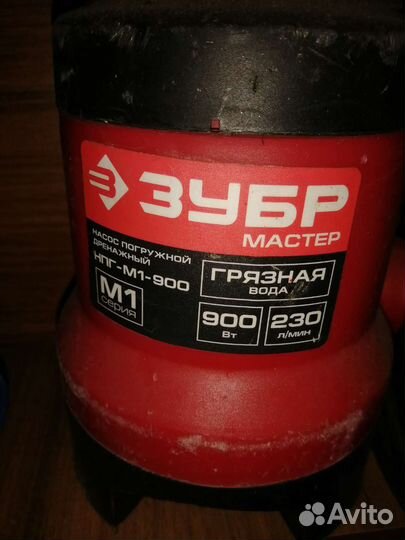 ЗУБР
МАСТЕР
НАСОС ПОГРУЖНОЙ
ДРЕНАЖНЫЙ
НПГ-М1-900
М1
серия
ГРЯЗНАЯ
ВОДА
900
Вт
230
л/мин
Avito